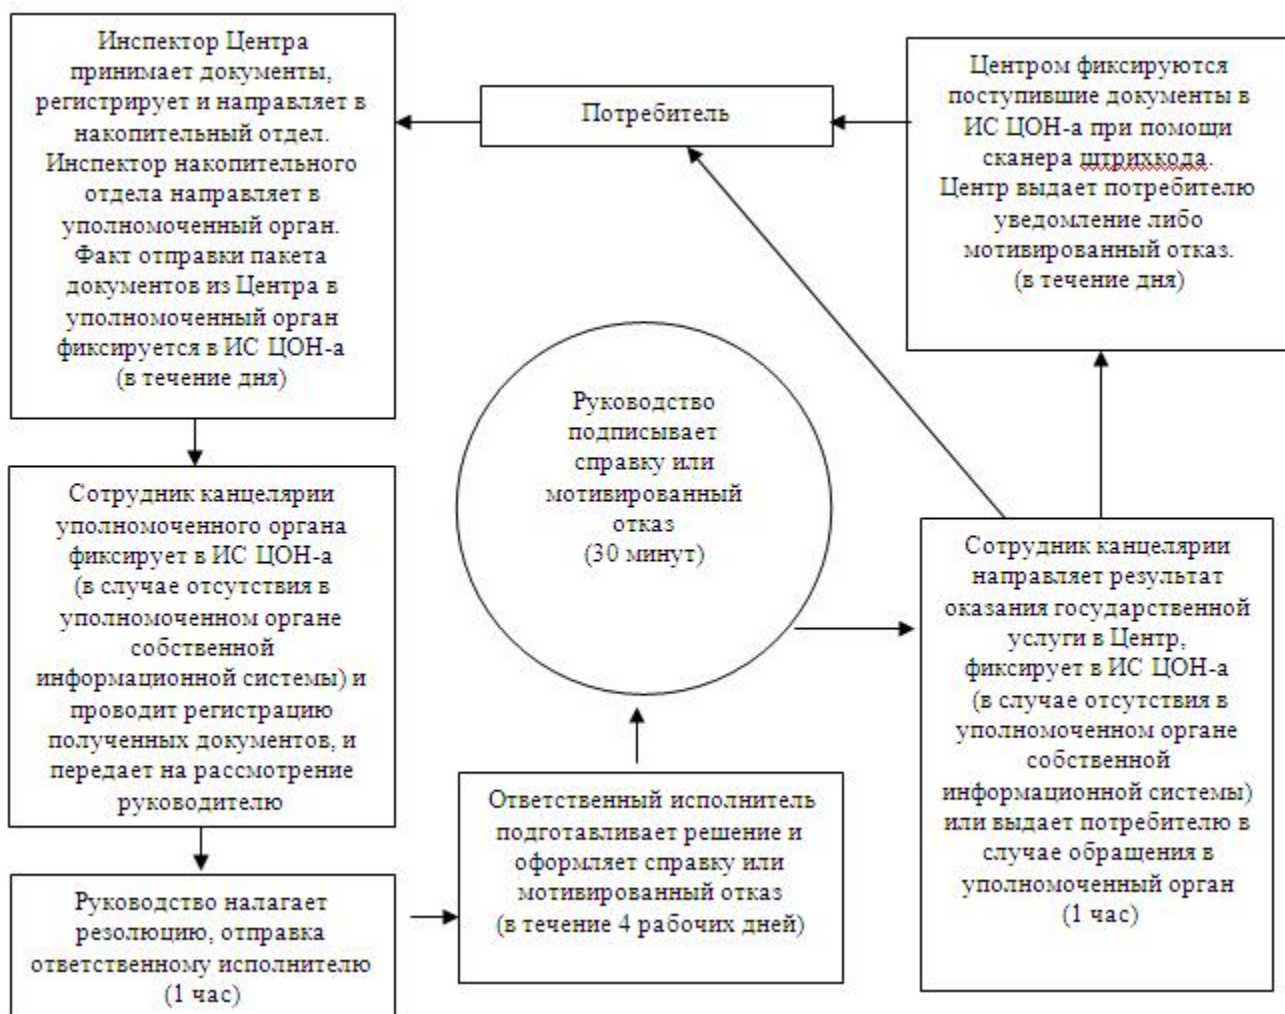 Инспектор Центра
принимает документы,
регистрирует и направляет в
накопительный отдел.
Инспектор накопительного
отдела направляет в
уполномоченный орган.
Факт отправки пакета
документов из Центра в
уполномоченный орган
фиксируется в ИС ЦОН-а
(в течение дня)
Потребитель
Центром фиксируются
поступившие документы в
ИС ЦОН-а при помощи
сканера штрихкода.
Центр выдает потребителю
уведомление либо
мотивированный отказ.
(в течение дня)
Руководство
подписывает
справку или
мотивированный
отказ
(30 минут)
Сотрудник канцелярии
уполномоченного органа
фиксирует в ИС ЦОН-а
(в случае отсутствия в
уполномоченном органе
собственной
информационной системы) и
проводит регистрацию
полученных документов, и
передает на рассмотрение
руководителю
Сотрудник канцелярии
направляет результат
оказания государственной
услуги в Центр,
фиксирует в ИС ЦОН-а
(в случае отсутствия в
уполномоченном органе
собственной
информационной системы)
или выдает потребителю в
случае обращения в
уполномоченный орган
(1 час)
Ответственный исполнитель
подготавливает решение и
оформляет справку или
мотивированный отказ
(в течение 4 рабочих дней)
Руководство налагает
резолюцию, отправка
ответственному исполнителю
(1 час)